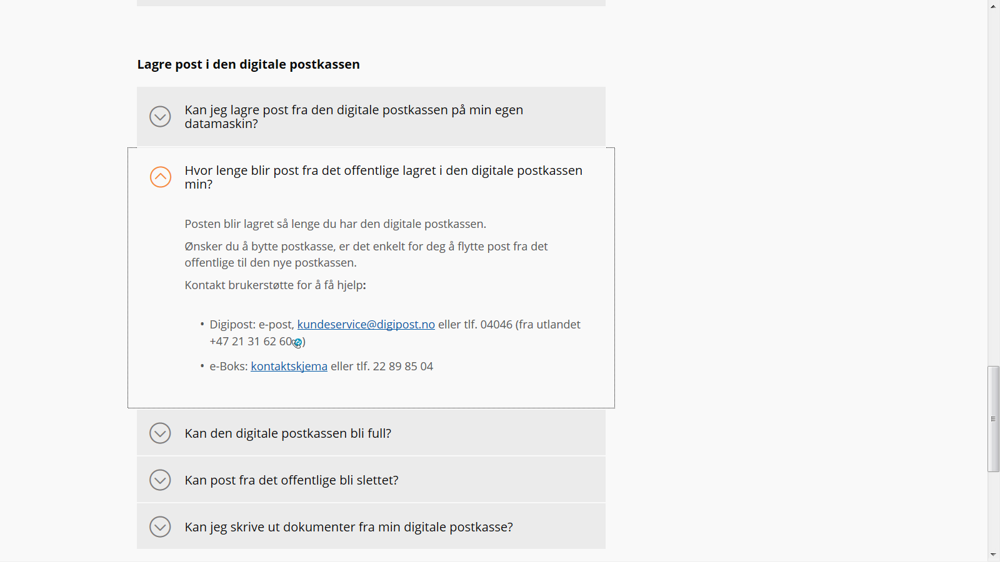 Lagre post i den digitale postkassen
Kan jeg lagre post fra den digitale postkassen på min egen
datamaskin?
Hvor lenge blir post fra det offentlige lagret i den digitale postkassen
min?
Posten blir lagret så lenge du har den digitale postkassen.
Ønsker du å bytte postkasse, er det enkelt for deg å flytte post fra det
offentlige til den nye postkassen.
Kontakt brukerstøtte for å få hjelp:
• Digipost: e-post, kundeservice@digipost.no eller tlf. 04046 (fra utlandet
+47 21 31 62 60 )
• e-Boks: kontaktskjema eller tlf. 22 89 85 04
Kan den digitale postkassen bli full?
Kan post fra det offentlige bli slettet?
Kan jeg skrive ut dokumenter fra min digitale postkasse?